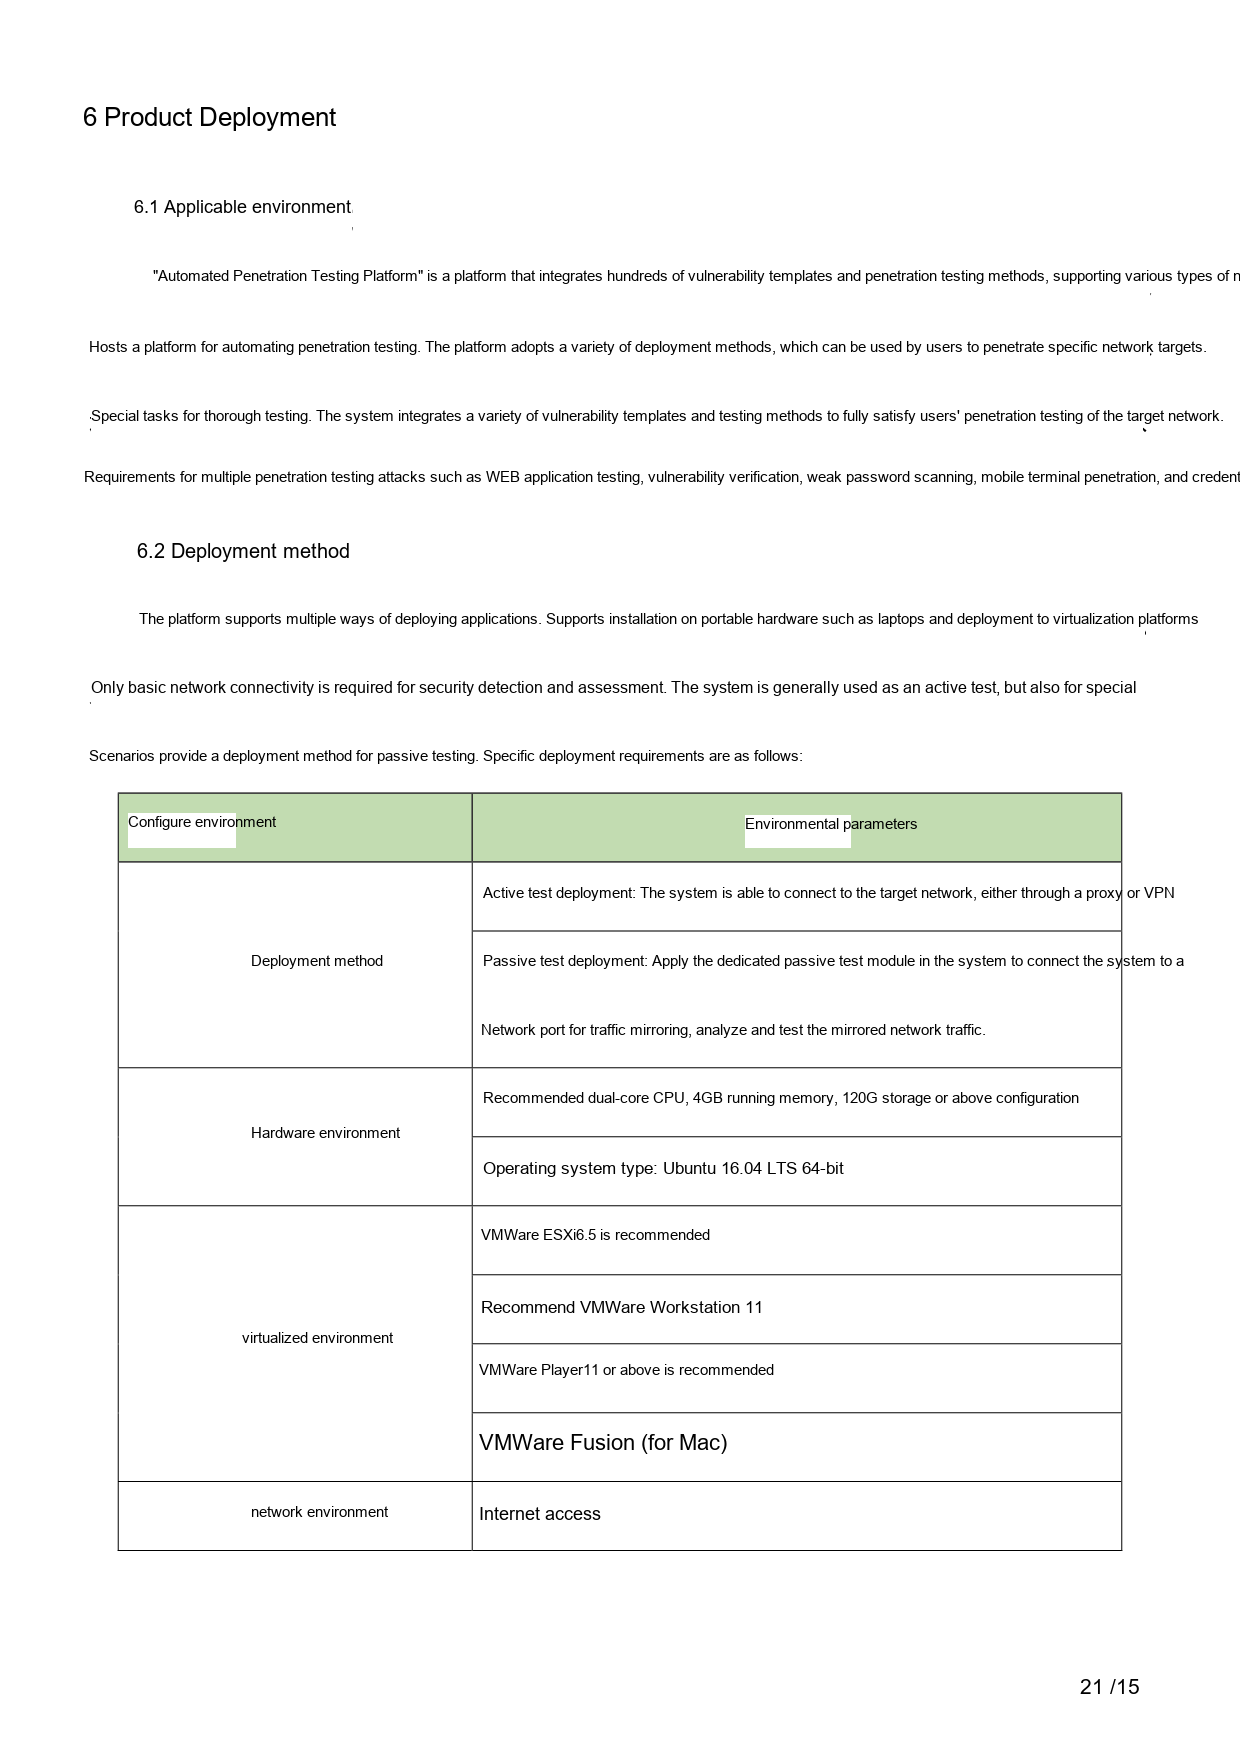 6 Product Deployment
6.1 Applicable environment
"Automated Penetration Testing Platform" is a platform that integrates hundreds of vulnerability templates and penetration testing methods, supporting various types of n
Hosts a platform for automating penetration testing. The platform adopts a variety of deployment methods, which can be used by users to penetrate specific network targets.
Special tasks for thorough testing. The system integrates a variety of vulnerability templates and testing methods to fully satisfy users' penetration testing of the target network.
Requirements for multiple penetration testing attacks such as WEB application testing, vulnerability verification, weak password scanning, mobile terminal penetration, and credent
6.2 Deployment method
The platform supports multiple ways of deploying applications. Supports installation on portable hardware such as laptops and deployment to virtualization platforms
Only basic network connectivity is required for security detection and assessment. The system is generally used as an active test, but also for special
Scenarios provide a deployment method for passive testing. Specific deployment requirements are as follows:
Configure environment
Environmental parameters
Deployment method
Active test deployment: The system is able to connect to the target network, either through a proxy or VPN
Passive test deployment: Apply the dedicated passive test module in the system to connect the system to a
Network port for traffic mirroring, analyze and test the mirrored network traffic.
Hardware environment
Recommended dual-core CPU, 4GB running memory, 120G storage or above configuration
Operating system type: Ubuntu 16.04 LTS 64-bit
virtualized environment
VMWare ESXi6.5 is recommended
Recommend VMWare Workstation 11
VMWare Player11 or above is recommended
VMWare Fusion (for Mac)
network environment
Internet access
21 /15